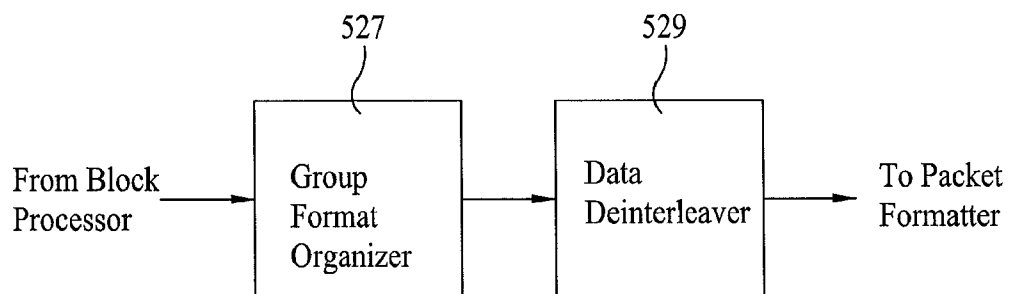 527
529
From Block
Processor
Group
Format
Organizer
Data
Deinterleaver
To Packet
Formatter